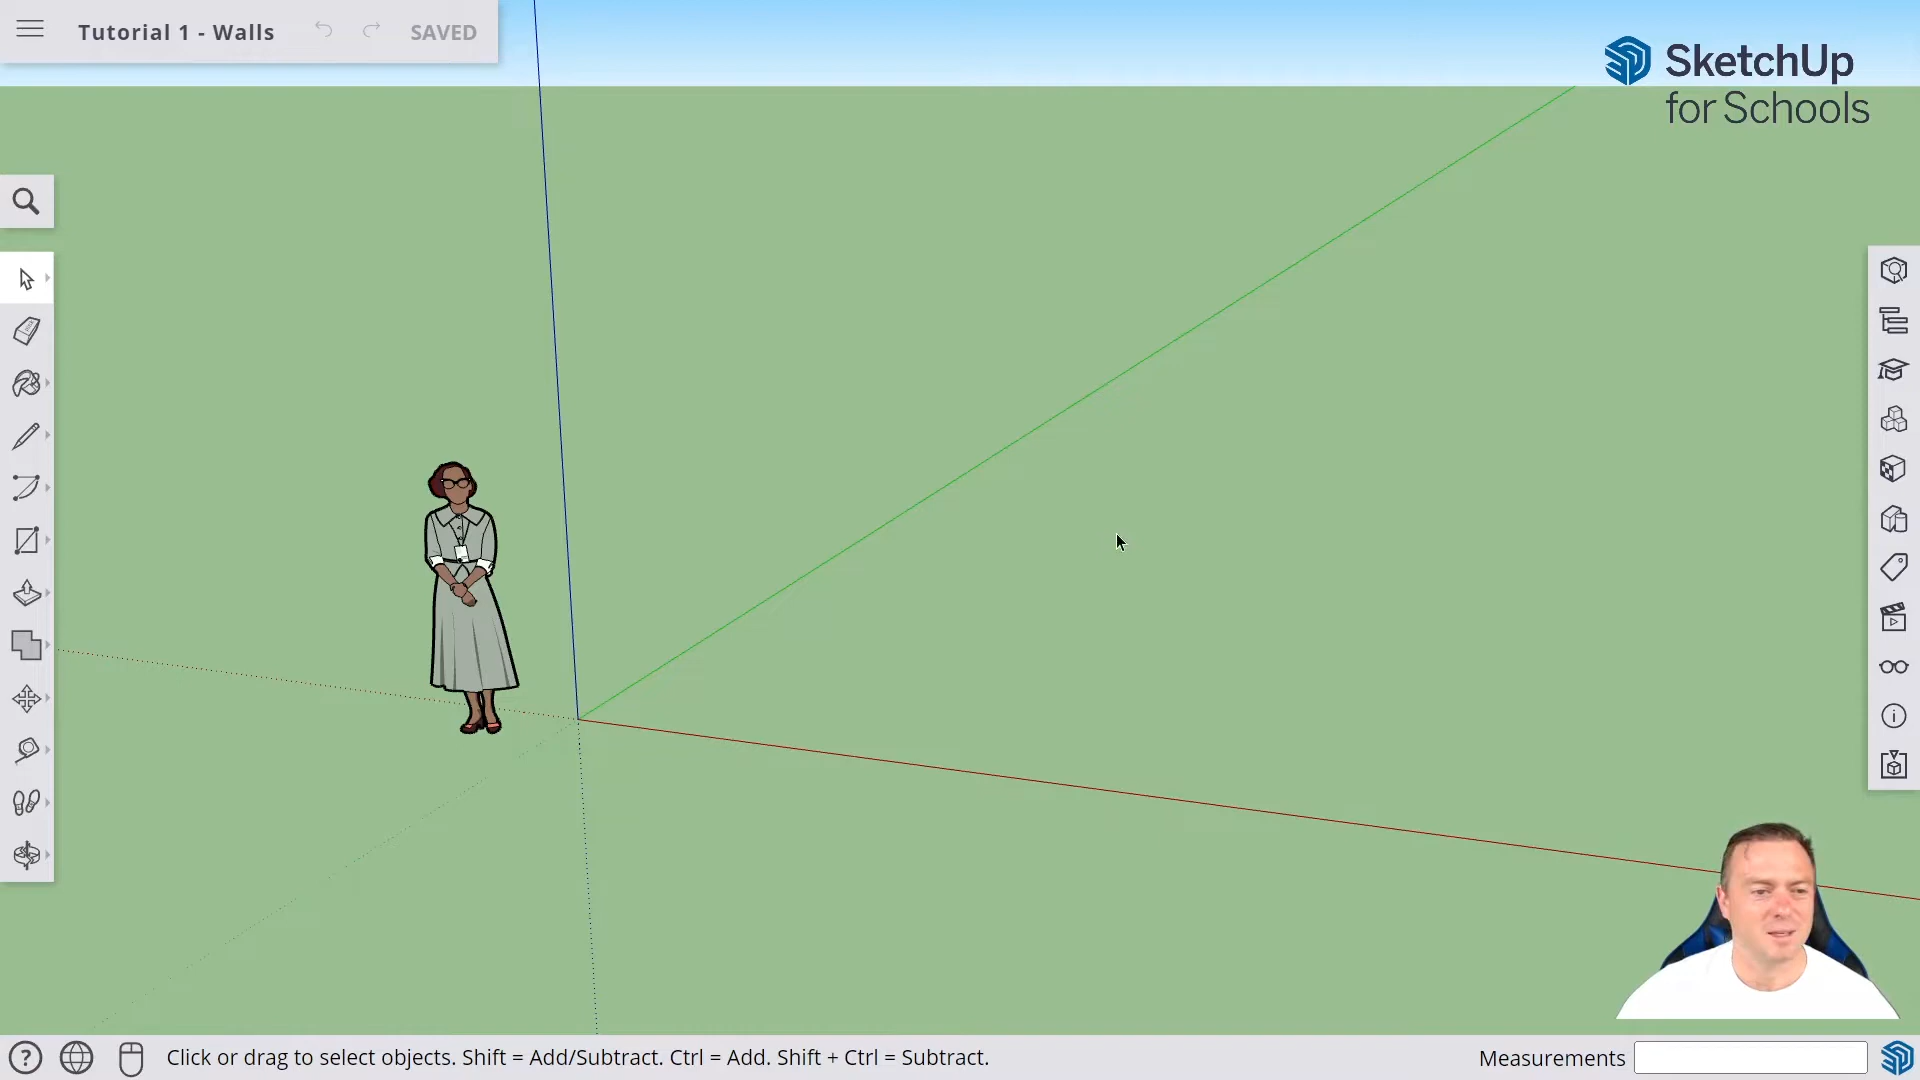 Tutorial 1 - Walls
SAVED
SketchUp
for Schools
Click or drag to select objects. Shift = Add/Subtract. Ctrl = Add. Shift + Ctrl = Subtract.
Measurements